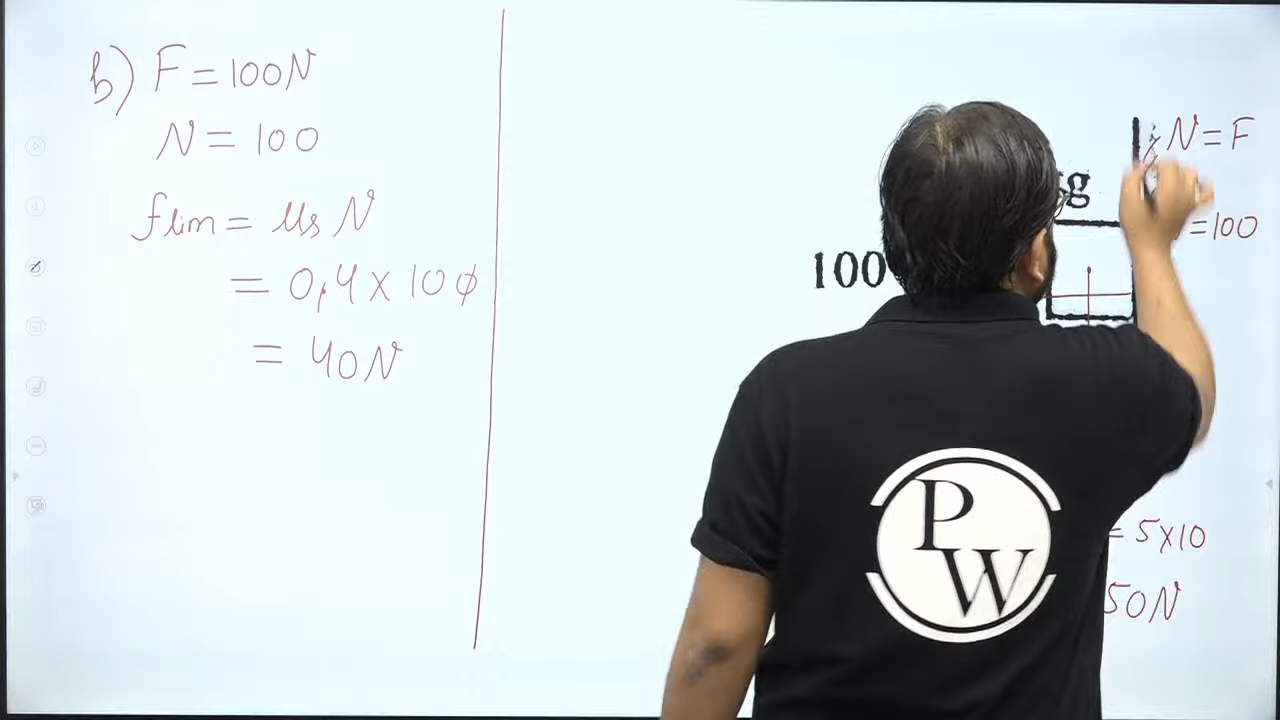 b) F = 100N
N = 100
flim = μs N
= 0.4 × 100
= 40N
N = F
= 100
100
= 5×10
50N
PW